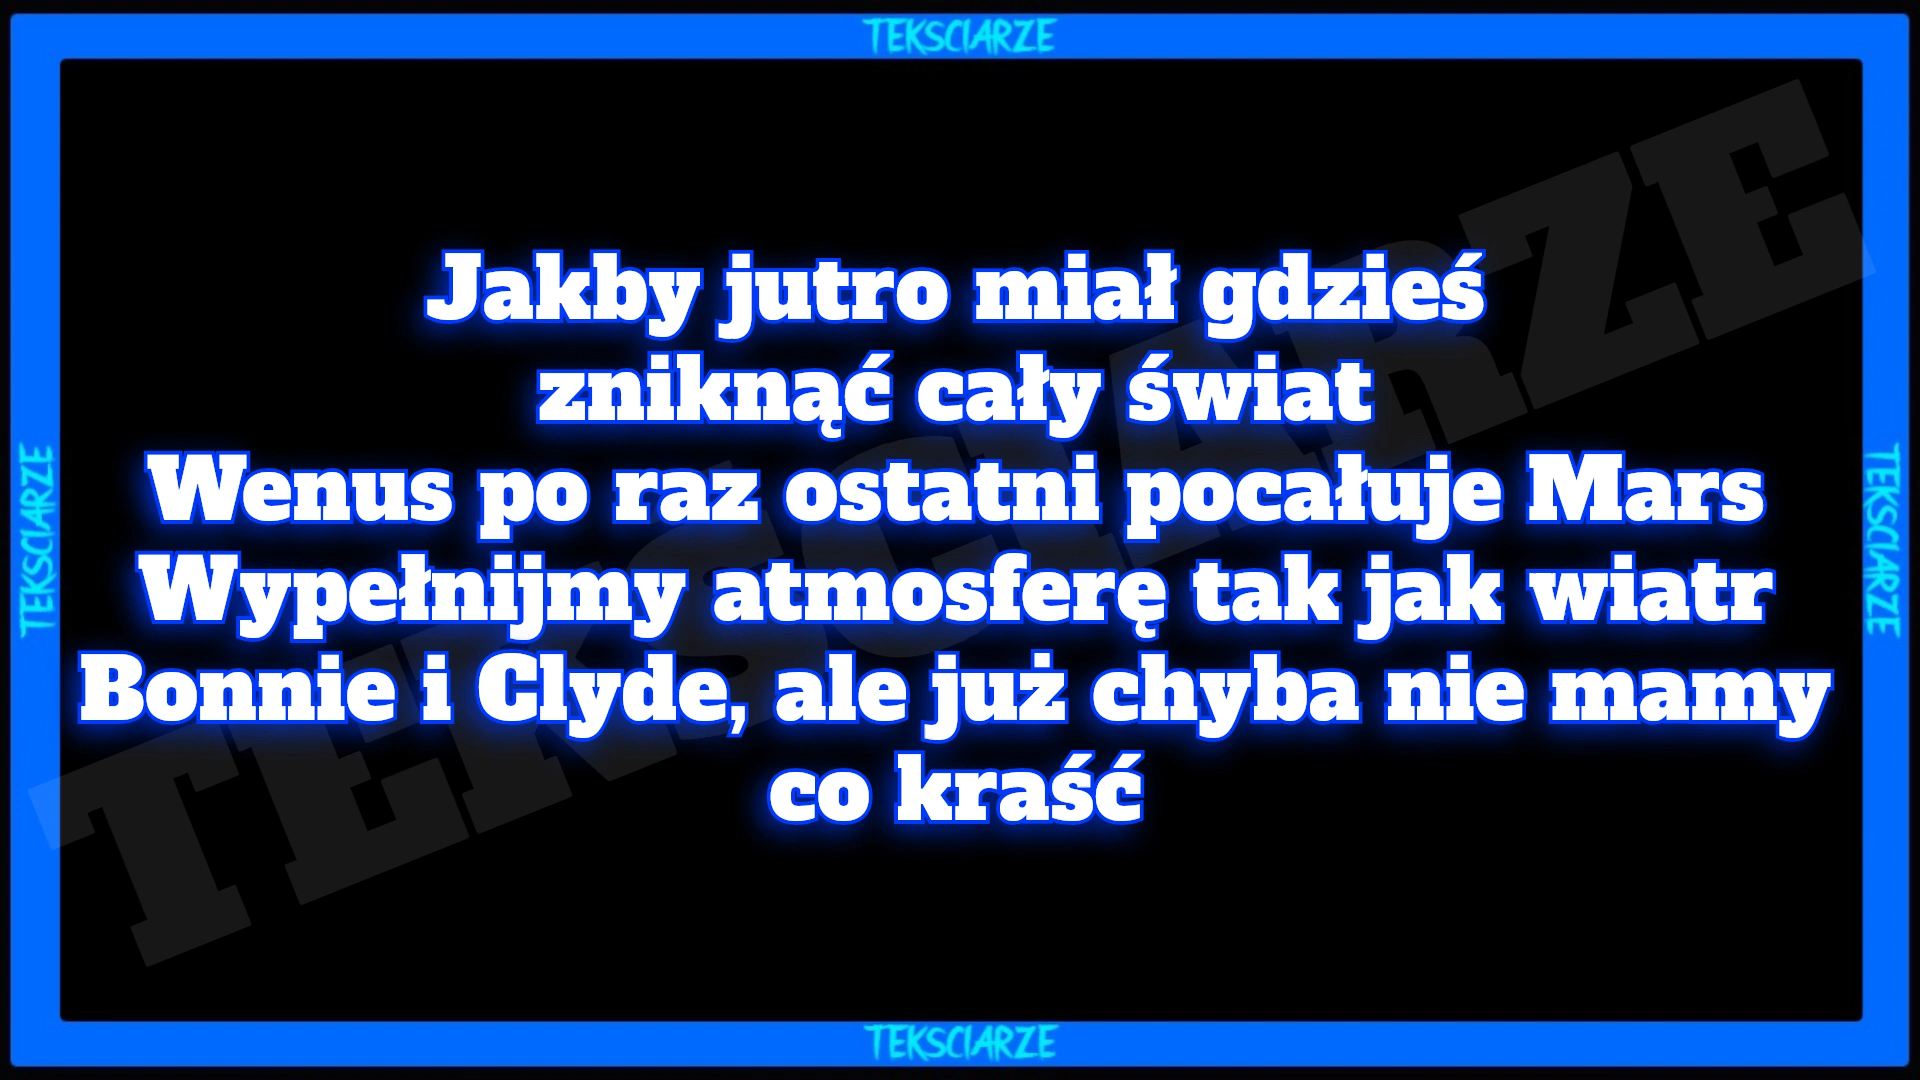 TEKSCIARZE
Jakby jutro miał gdzieś
zniknąć cały świat
Wenus po raz ostatni pocałuje Mars
Wypełnijmy atmosferę tak jak wiatr
Bonnie i Clyde, ale już chyba nie mamy
co kraść
TEKSCIARZE
TEKSCIARZE
TEKSCIARZE
TEKSCIARZE